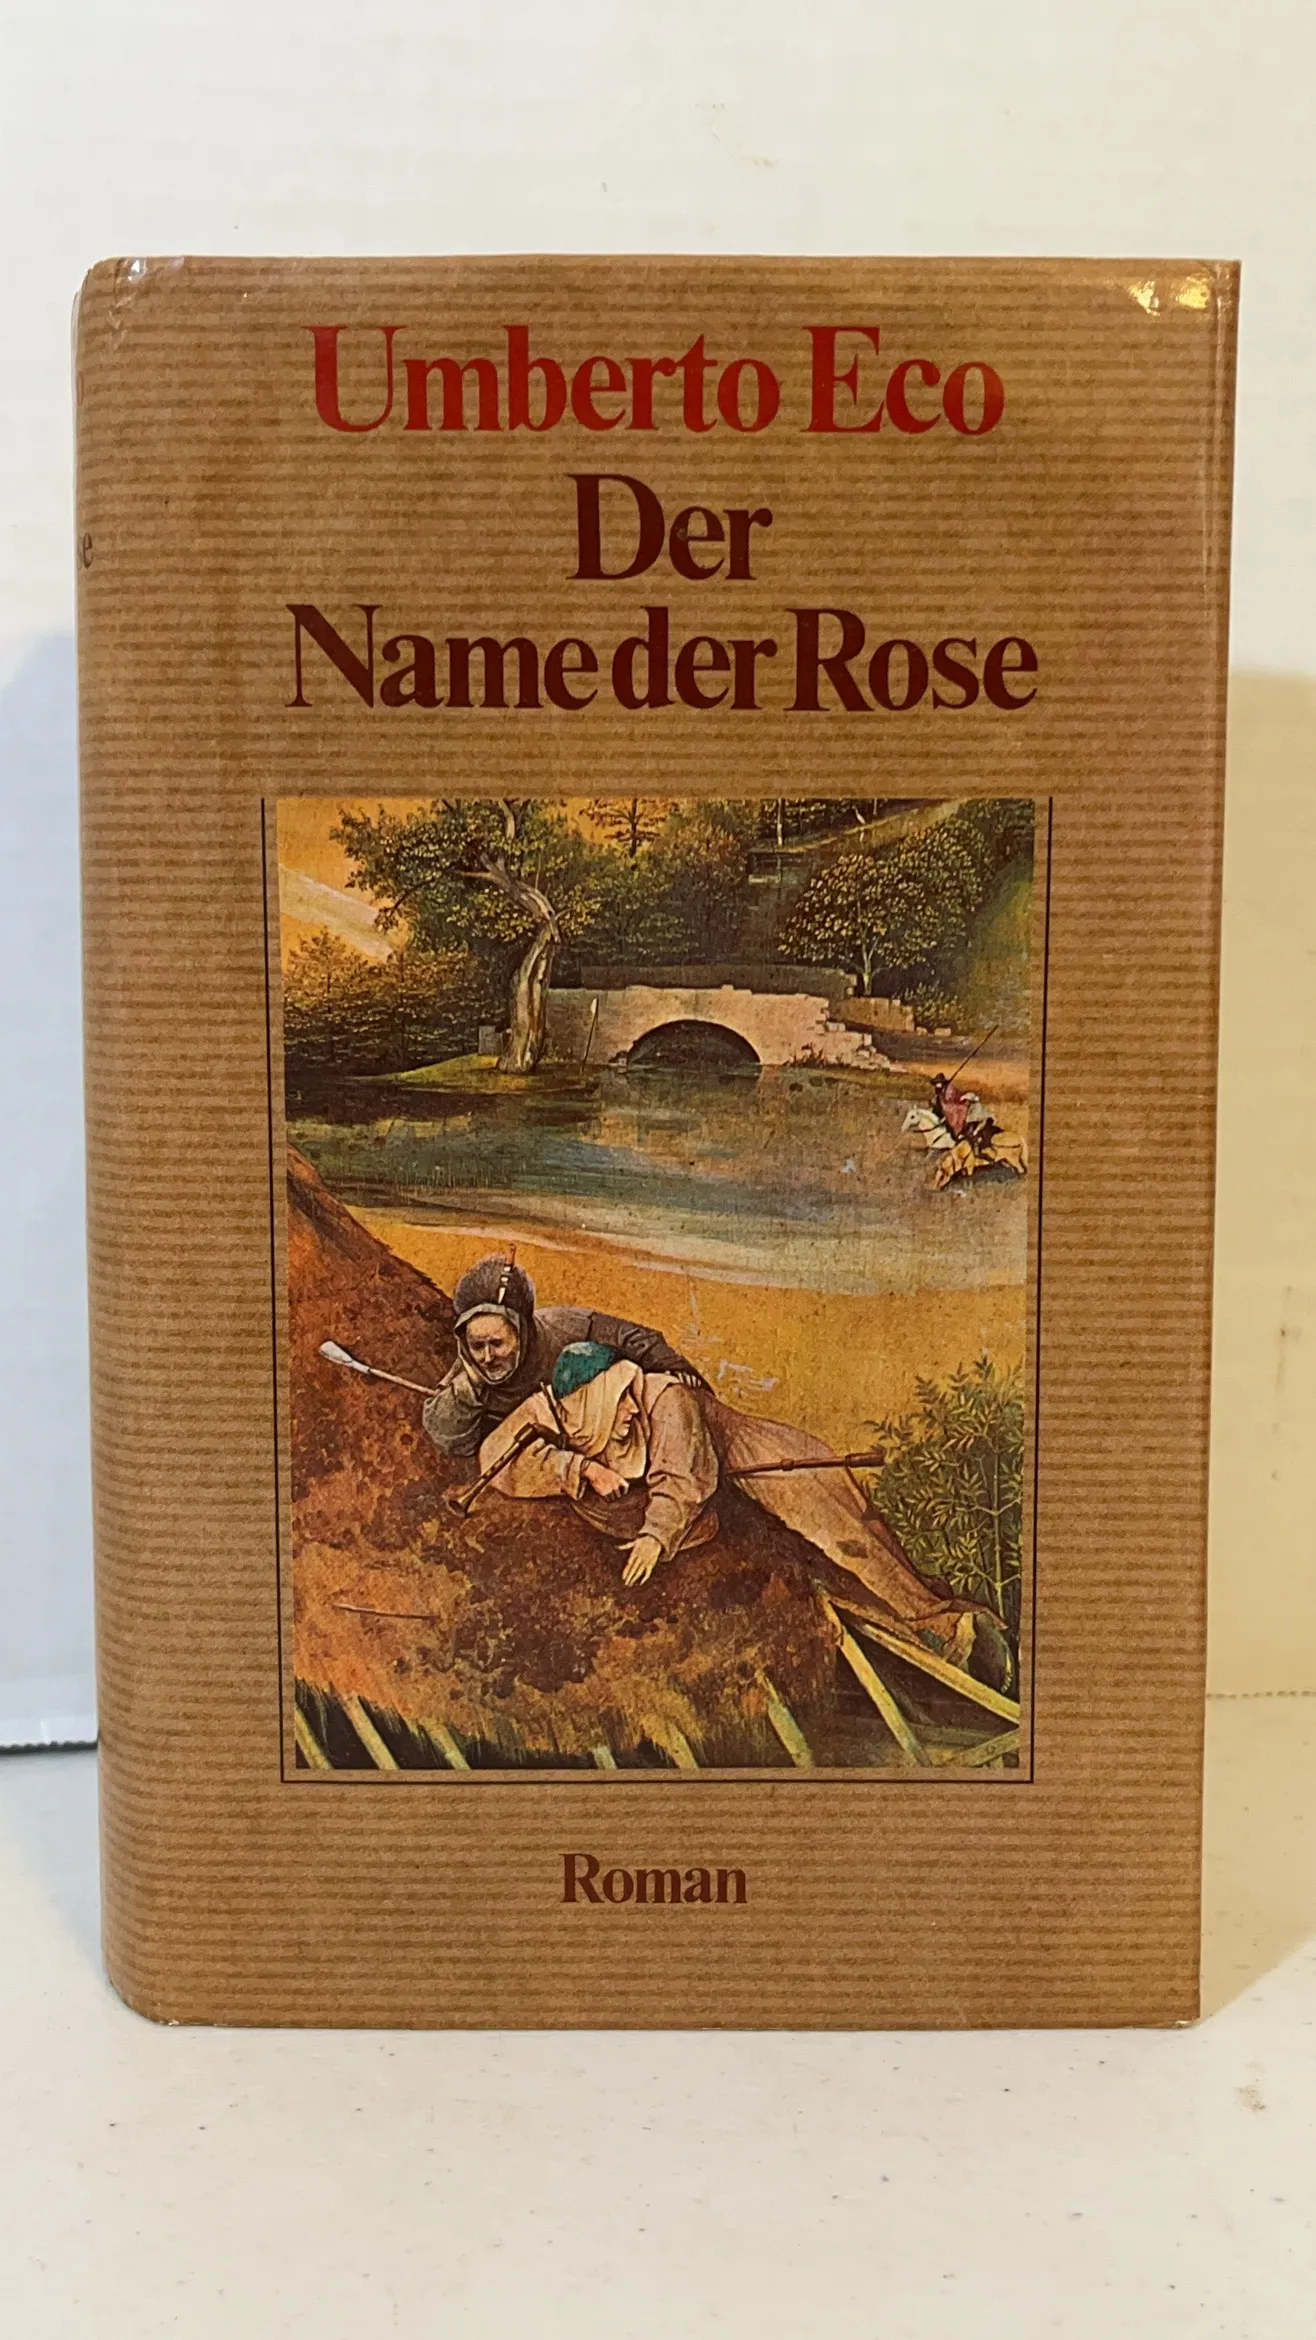 Umberto Eco
Der
Name der Rose
Roman